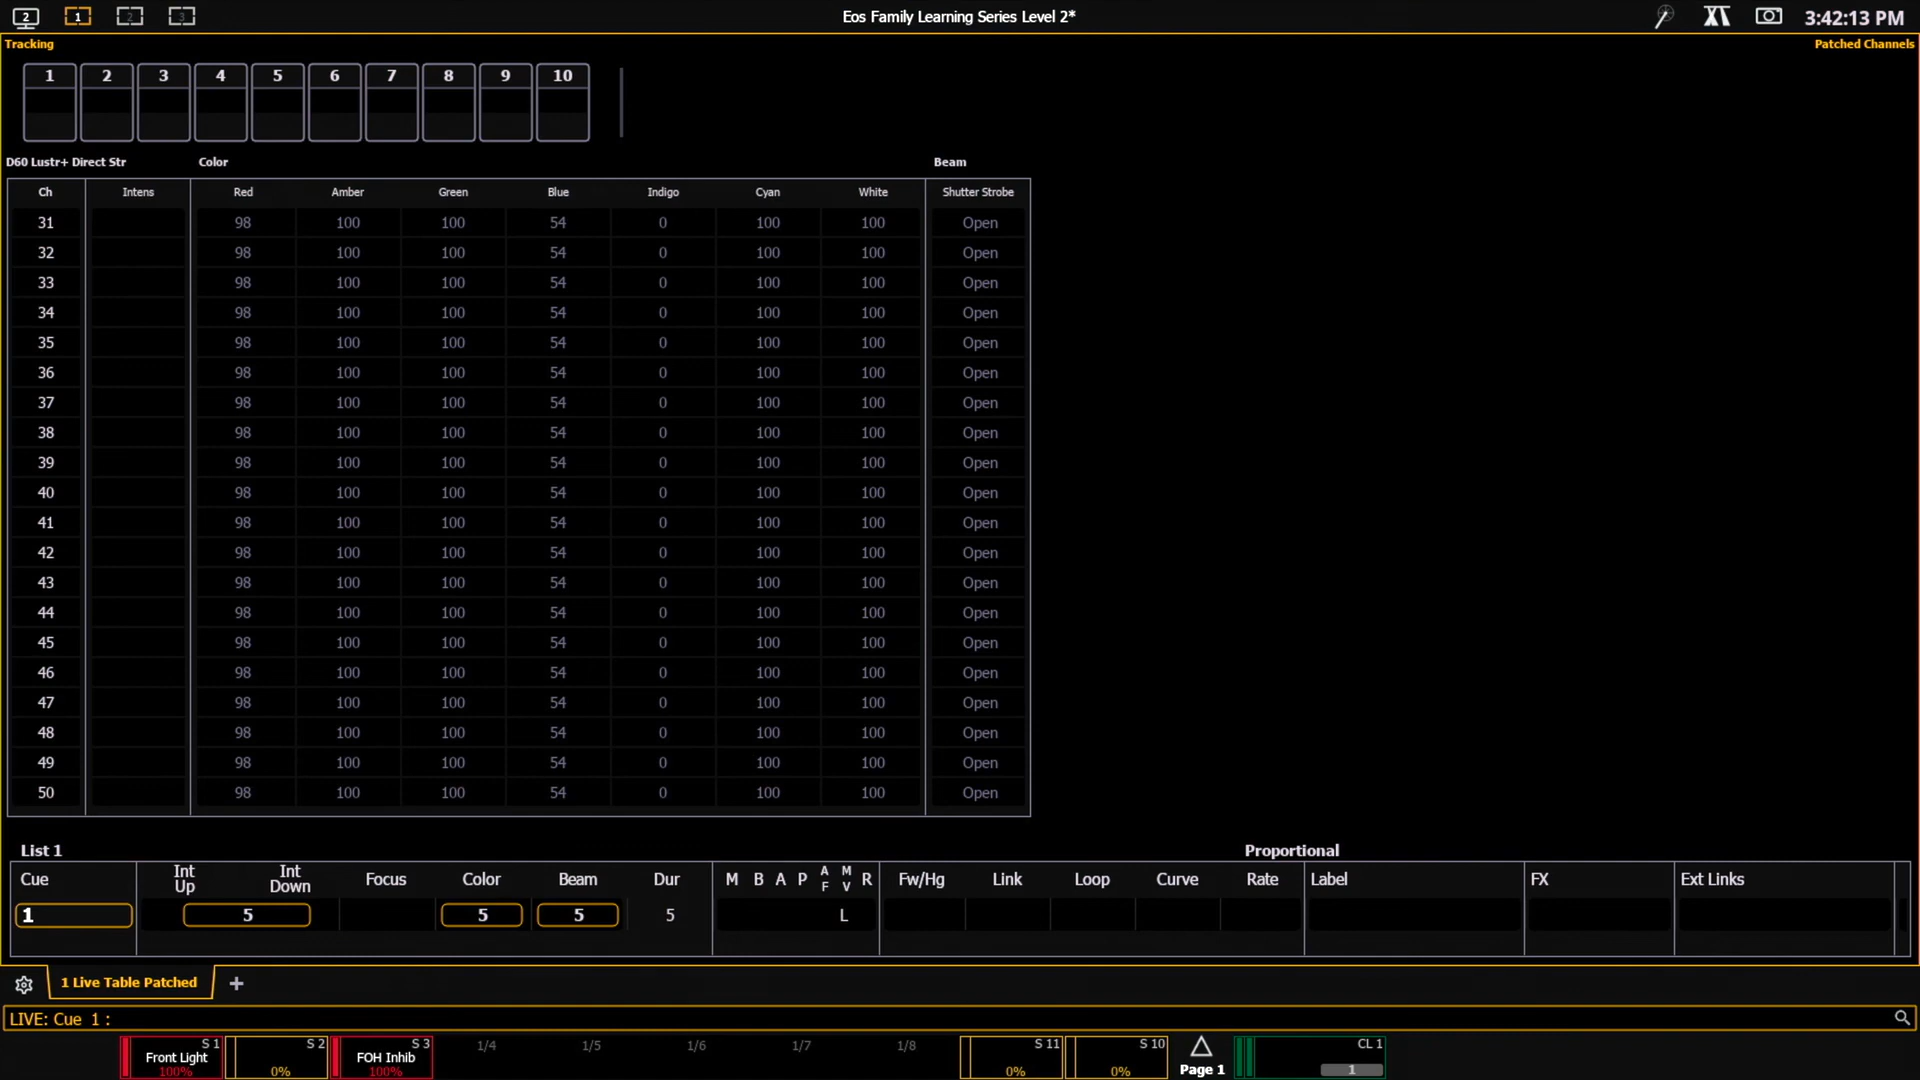 2 1 2 3 Eos Family Learning Series Level 2* 3:42:13 PM
Tracking Patched Channels
1 2 3 4 5 6 7 8 9 10
D60 Lustr+ Direct Str Color Beam
Ch Intens Red Amber Green Blue Indigo Cyan White Shutter Strobe
31 98 100 100 54 0 100 100 Open
32 98 100 100 54 0 100 100 Open
33 98 100 100 54 0 100 100 Open
34 98 100 100 54 0 100 100 Open
35 98 100 100 54 0 100 100 Open
36 98 100 100 54 0 100 100 Open
37 98 100 100 54 0 100 100 Open
38 98 100 100 54 0 100 100 Open
39 98 100 100 54 0 100 100 Open
40 98 100 100 54 0 100 100 Open
41 98 100 100 54 0 100 100 Open
42 98 100 100 54 0 100 100 Open
43 98 100 100 54 0 100 100 Open
44 98 100 100 54 0 100 100 Open
45 98 100 100 54 0 100 100 Open
46 98 100 100 54 0 100 100 Open
47 98 100 100 54 0 100 100 Open
48 98 100 100 54 0 100 100 Open
49 98 100 100 54 0 100 100 Open
50 98 100 100 54 0 100 100 Open
List 1 Proportional
Cue Int Up Int Down Focus Color Beam Dur M B A P AF MV R Fw/Hg Link Loop Curve Rate Label FX Ext Links
1 5 5 5 5 L
1 Live Table Patched +
LIVE: Cue 1 :
S 1 S 2 S 3 1/4 1/5 1/6 1/7 1/8 S 11 S 10 CL 1
Front Light FOH Inhib
100% 0% 100% 0% 0% Page 1 1